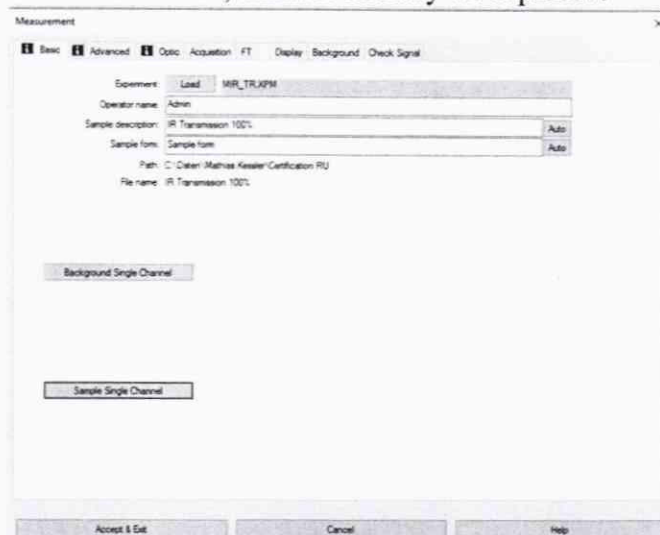 Measurement
Basic Advanced Optic Acquisition FT Display Background Check Signal
Experiment: Load MIR_TR.XPM
Operator name: Admin
Sample description: IR Transmission 100% Auto
Sample form: Sample form Auto
Path: C:\Daten\Mathias Kessler\Certification RU
File name: IR Transmission 100%
Background Single Channel
Sample Single Channel
Accept & Exit Cancel Help